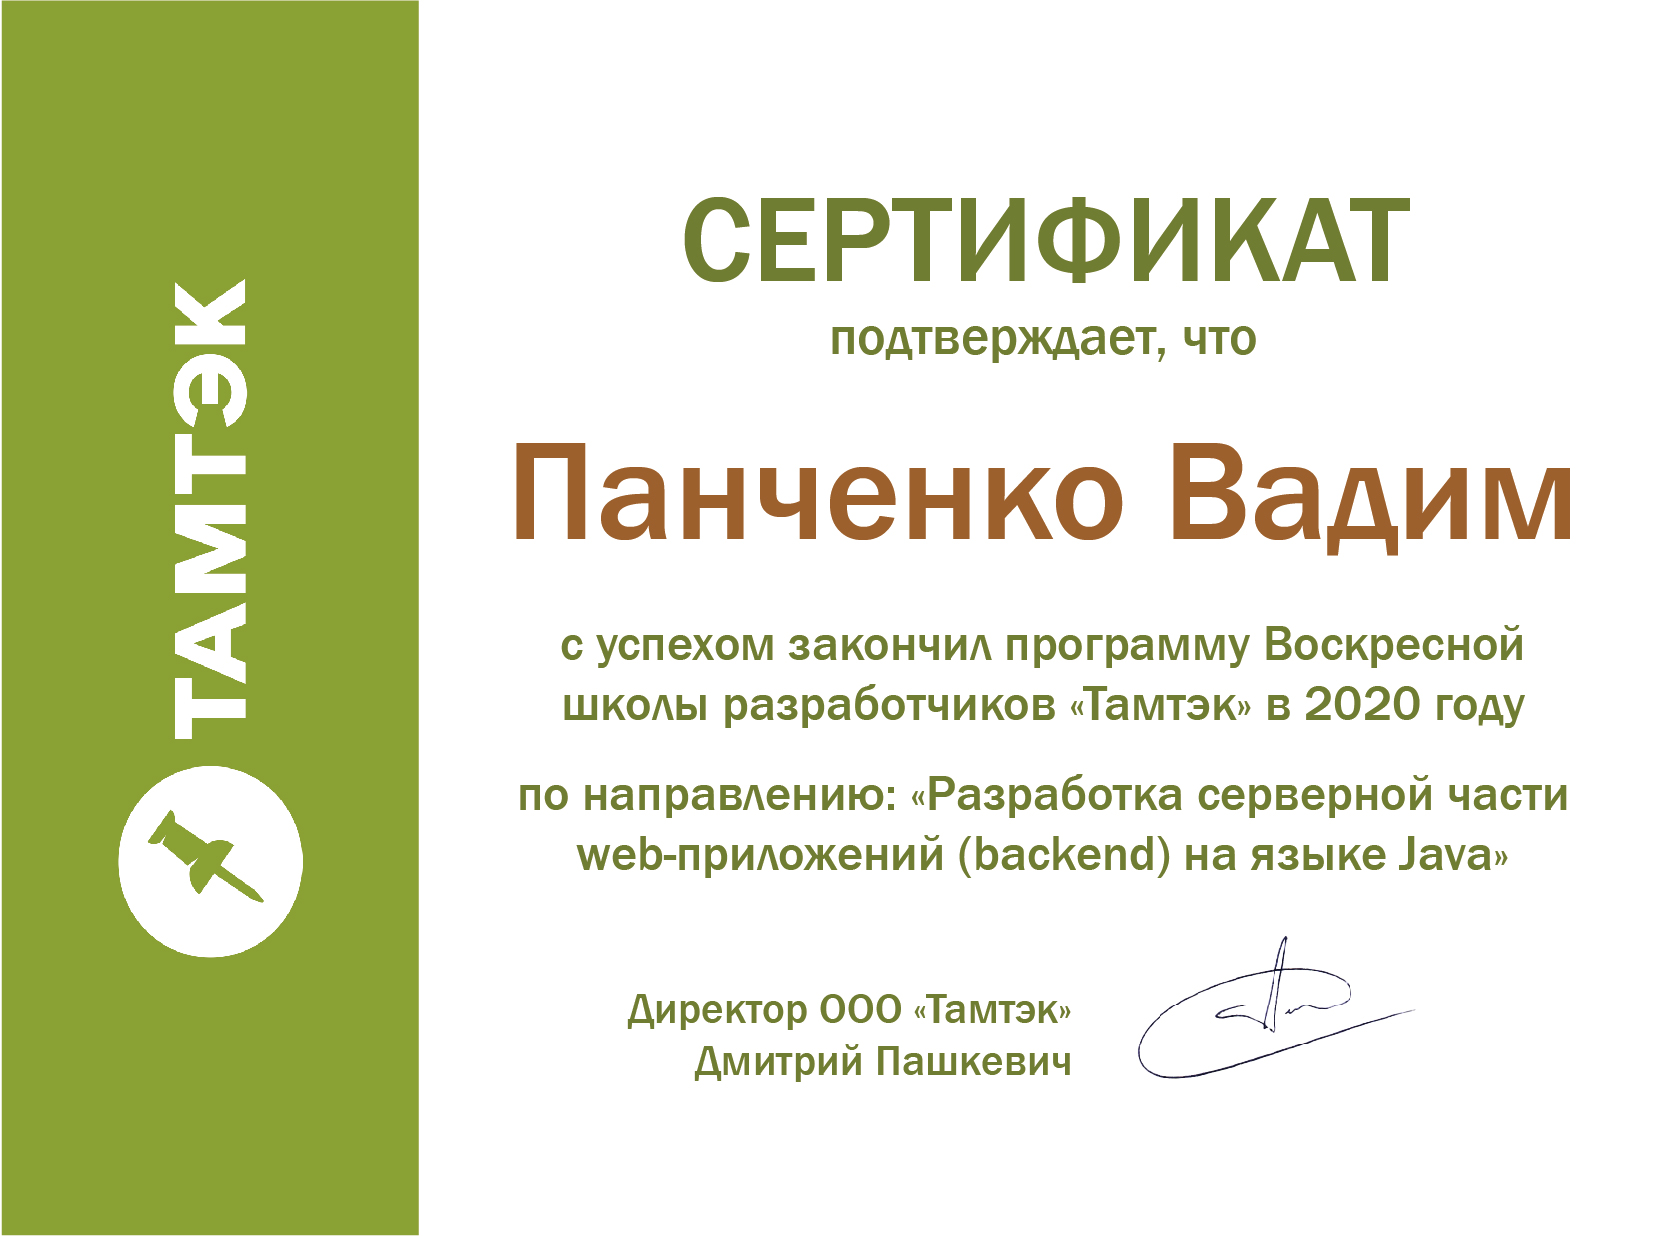 ТАМТЭК
СЕРТИФИКАТ
подтверждает, что
Панченко Вадим
с успехом закончил программу Воскресной
школы разработчиков «Тамтэк» в 2020 году
по направлению: «Разработка серверной части
web-приложений (backend) на языке Java»
Директор ООО «Тамтэк»
Дмитрий Пашкевич